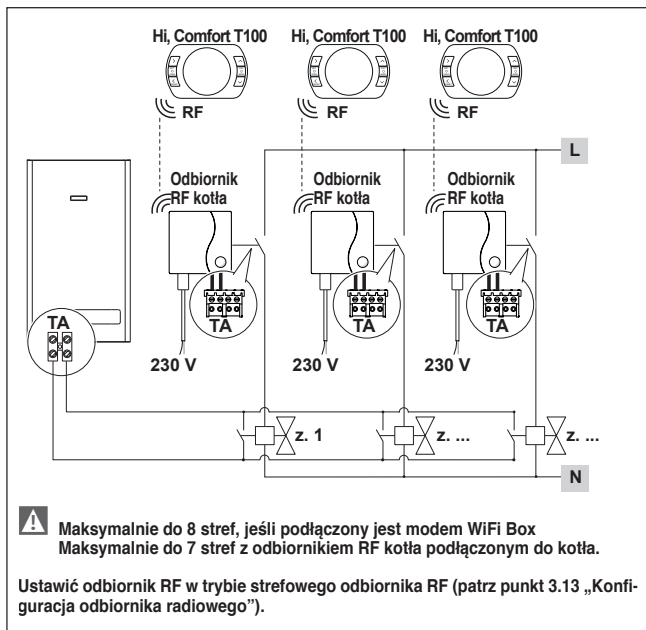 Hi, Comfort T100 Hi, Comfort T100 Hi, Comfort T100
RF RF RF
L
Odbiornik Odbiornik Odbiornik
RF kotła RF kotła RF kotła
TA TA TA TA
230 V 230 V 230 V
z. 1 z. ... z. ...
N
Maksymalnie do 8 stref, jeśli podłączony jest modem WiFi Box
Maksymalnie do 7 stref z odbiornikiem RF kotła podłączonym do kotła.
Ustawić odbiornik RF w trybie strefowego odbiornika RF (patrz punkt 3.13 „Konfi-
guracja odbiornika radiowego”).